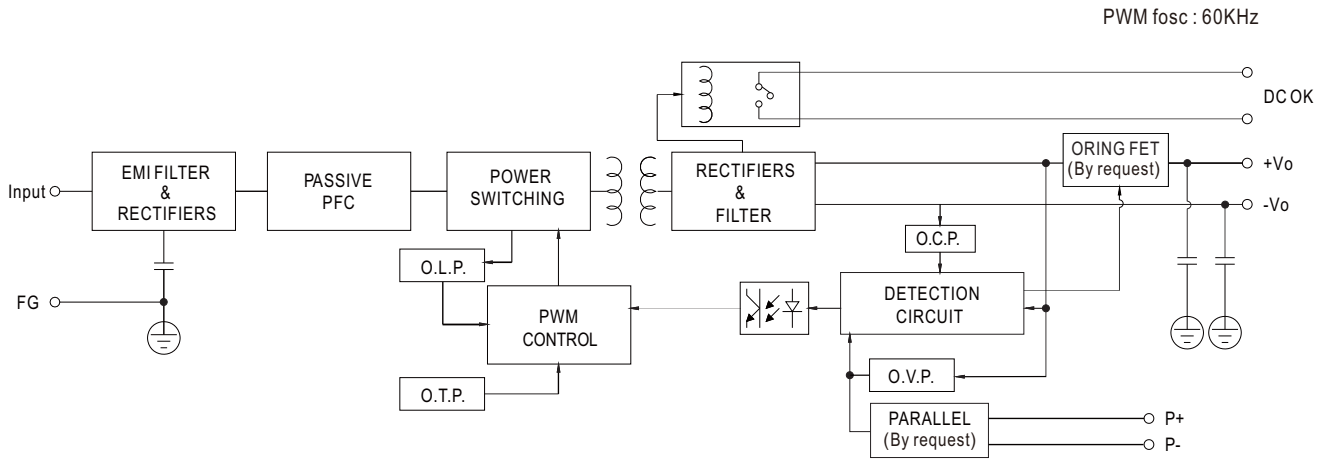 PWM fosc : 60KHz
DC OK
EMI FILTER
&
RECTIFIERS
PASSIVE
PFC
POWER
SWITCHING
RECTIFIERS
&
FILTER
ORING FET
(By request)
+Vo
Input
-Vo
O.C.P.
O.L.P.
FG
PWM
CONTROL
DETECTION
CIRCUIT
O.T.P.
O.V.P.
PARALLEL
(By request)
P+
P-